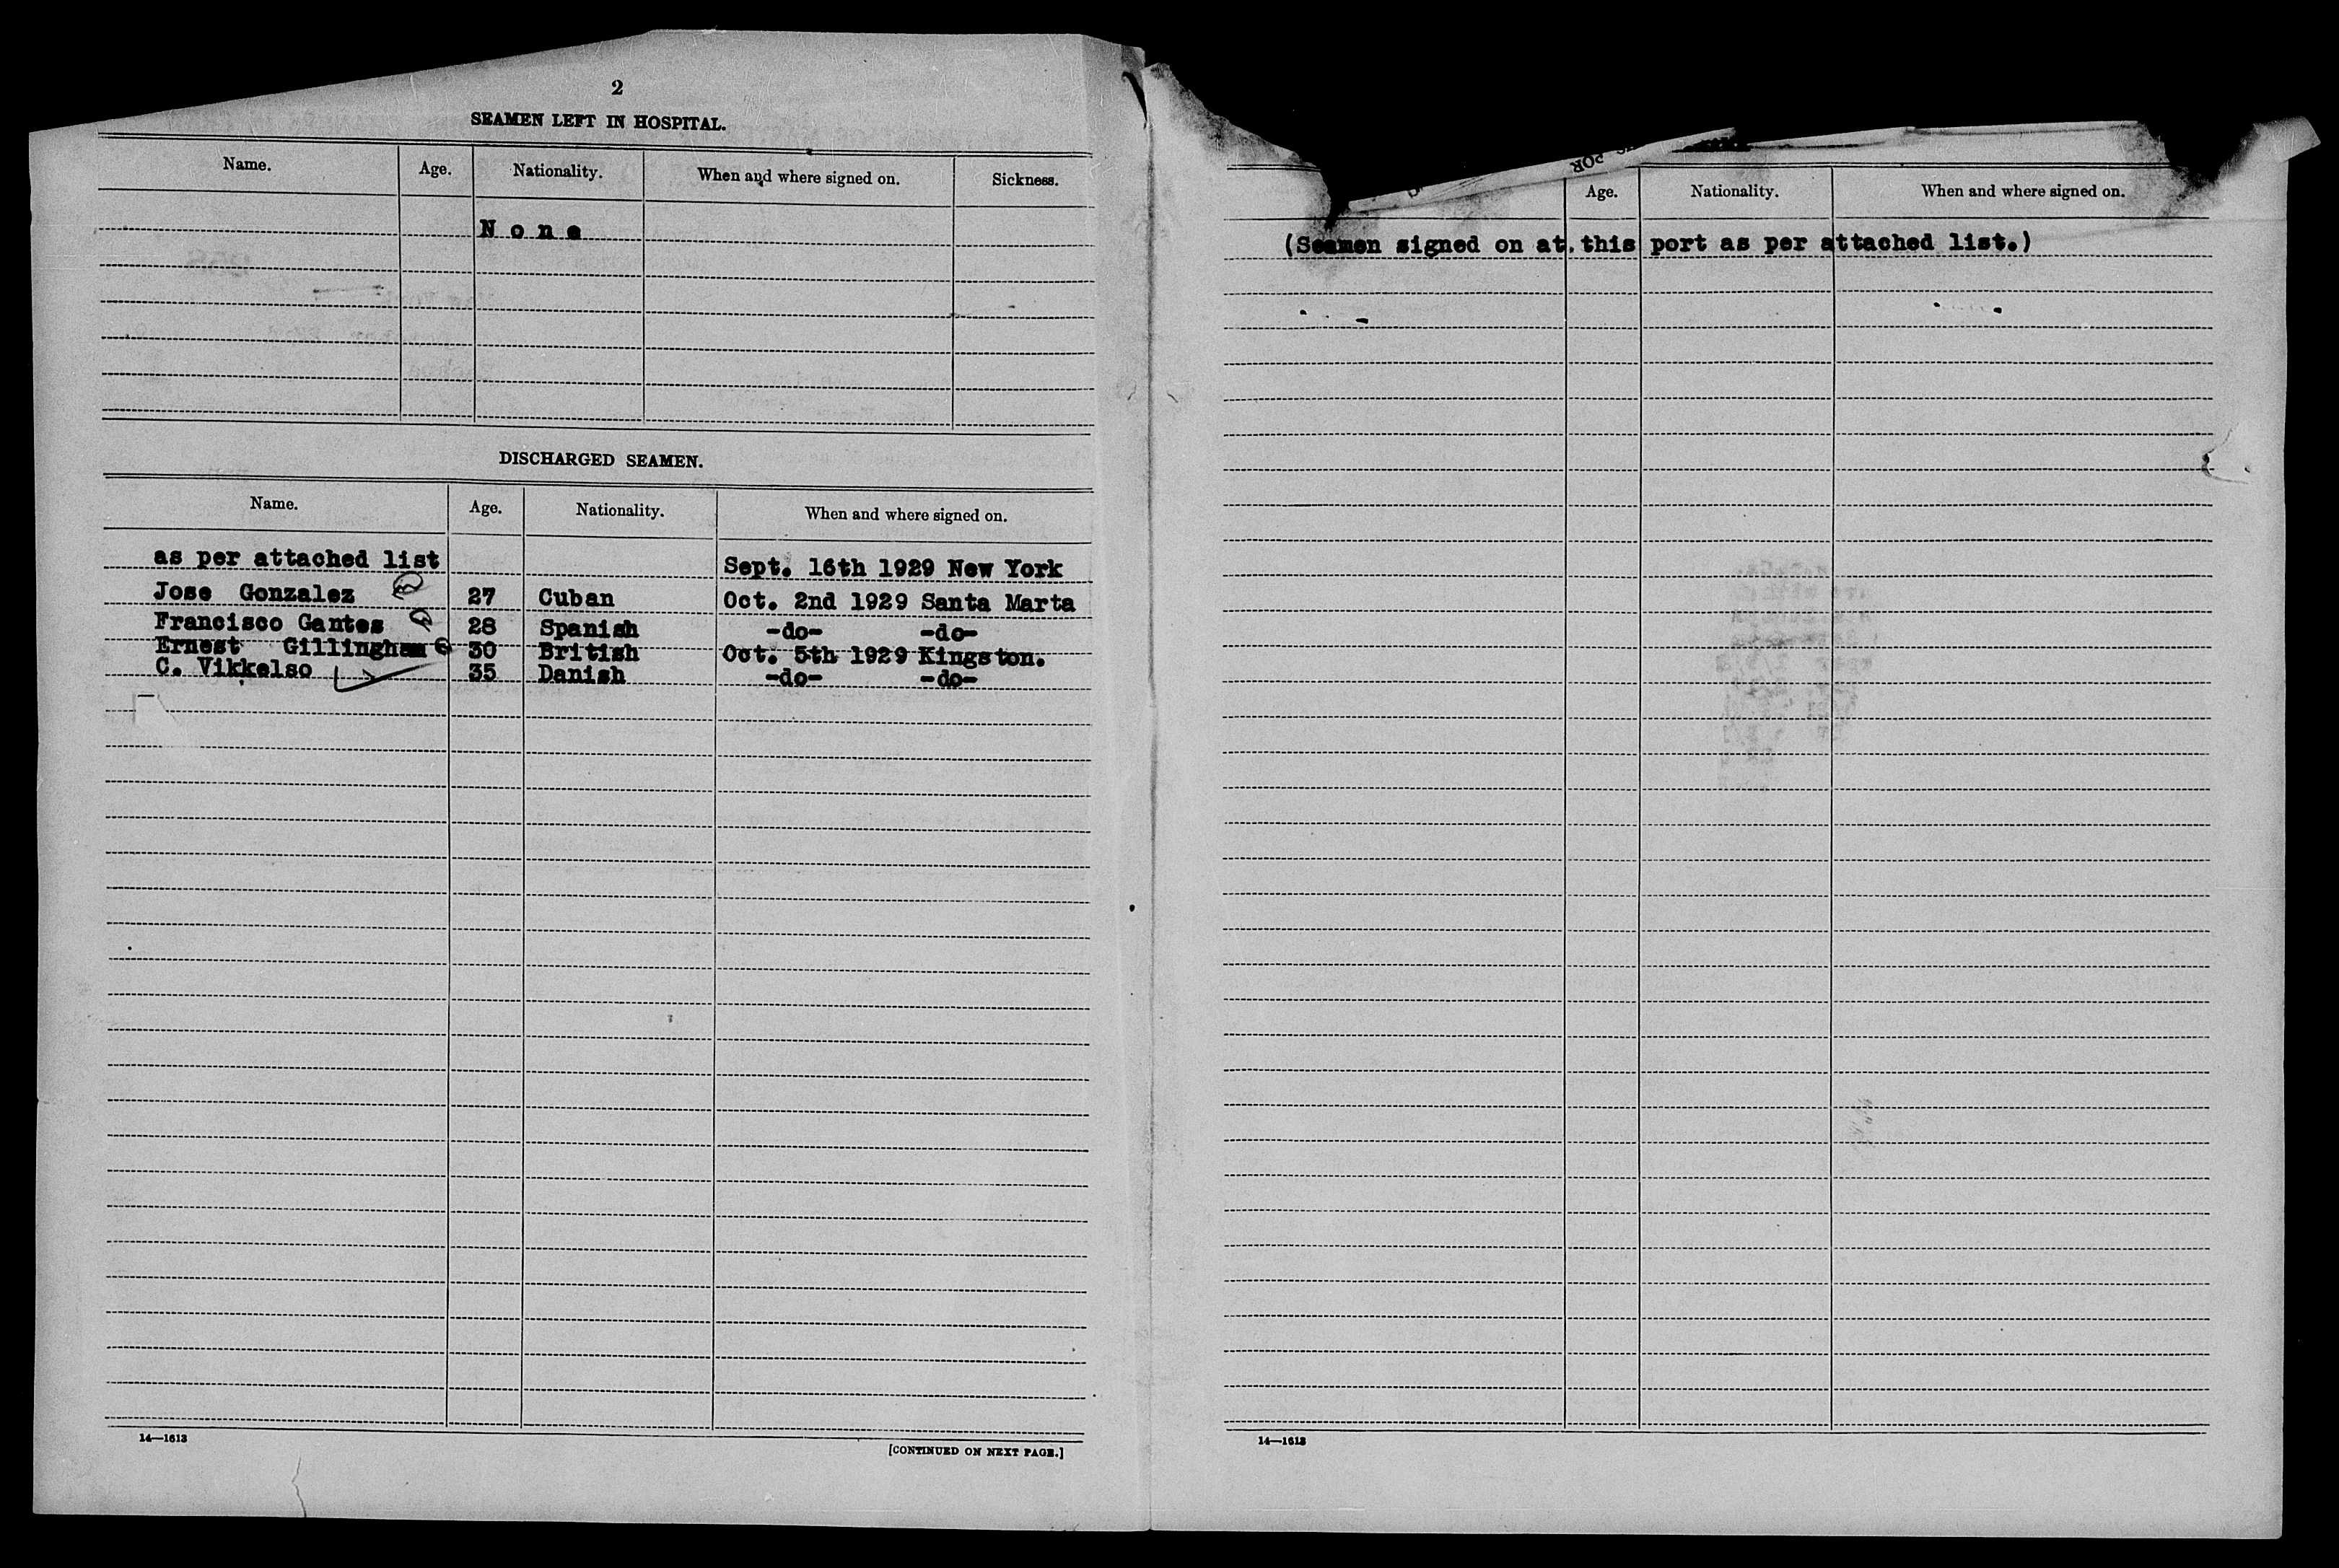 2
SEAMEN LEFT IN HOSPITAL.
Name. Age. Nationality. When and where signed on. Sickness.
None
DISCHARGED SEAMEN.
Name. Age. Nationality. When and where signed on.
as per attached list Sept. 16th 1929 New York
Jose Gonzalez 27 Cuban Oct. 2nd 1929 Santa Marta
Francisco Gantes 28 Spanish -do- -do-
Ernest Gillingham 30 British Oct. 5th 1929 Kingston.
C. Vikkelso 35 Danish -do- -do-
14—1613
[CONTINUED ON NEXT PAGE.]
Age. Nationality. When and where signed on.
(Seamen signed on at this port as per attached list.)
14—1613